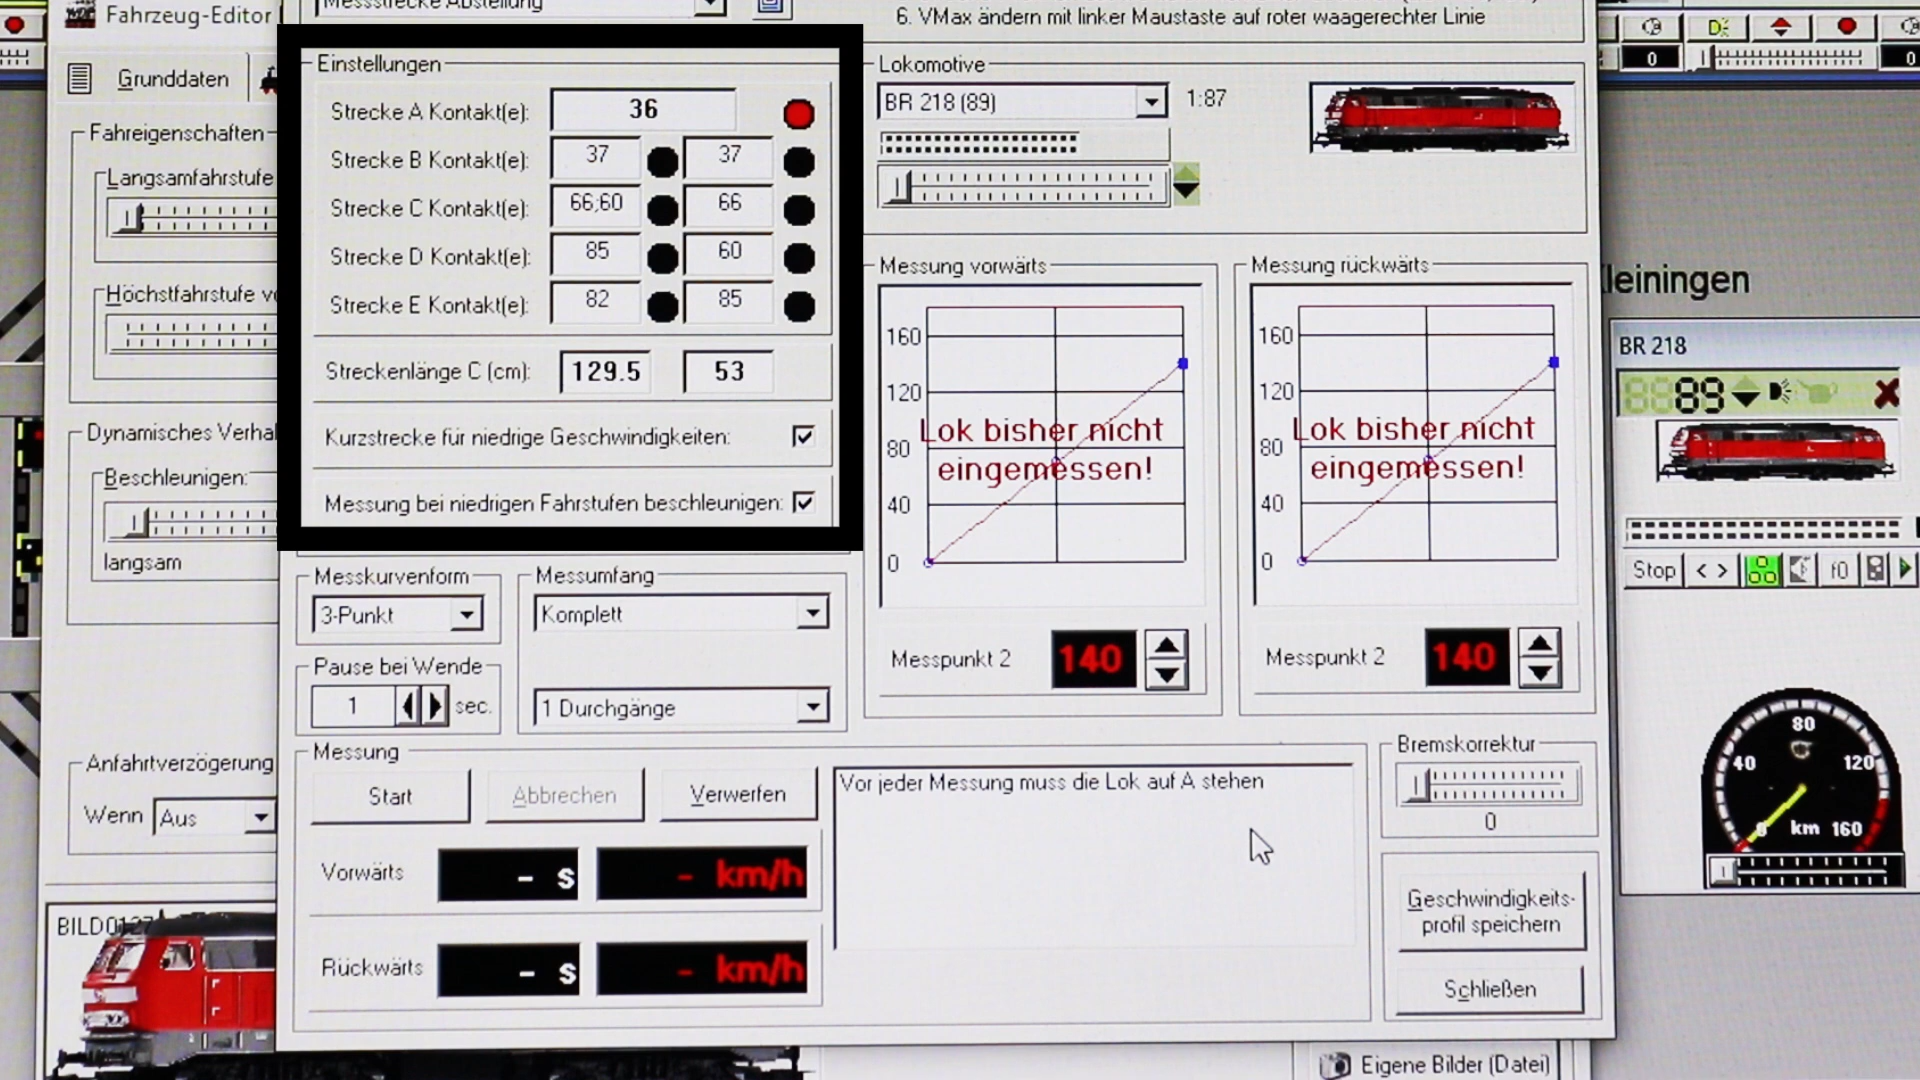 Fahrzeug-Editor
Messstrecke Abstellung
6. VMax ändern mit linker Maustaste auf roter waagerechter Linie
0
0
Grunddaten
Fahreigenschaften
Langsamfahrstufe
Höchstfahrstufe
Dynamisches
Beschleunigen:
langsam
Anfahrtverzögerung
Wenn Aus
Einstellungen
Strecke A Kontakt(e): 36
Strecke B Kontakt(e): 37 37
Strecke C Kontakt(e): 66;60 66
Strecke D Kontakt(e): 85 60
Strecke E Kontakt(e): 82 85
Streckenlänge C (cm): 129.5 53
Kurzstrecke für niedrige Geschwindigkeiten:
Messung bei niedrigen Fahrstufen beschleunigen:
Lokomotive
BR 218 (89) 1:87
Messung vorwärts
160
120
80
40
0
Lok bisher nicht
eingemessen!
Messpunkt 2 140
Messung rückwärts
160
120
80
40
0
Lok bisher nicht
eingemessen!
Messpunkt 2 140
Messkurvenform
3-Punkt
Messumfang
Komplett
1 Durchgänge
Pause bei Wende
1 sec.
Messung
Start Abbrechen Verwerfen
Vor jeder Messung muss die Lok auf A stehen
Vorwärts - s - km/h
Rückwärts - s - km/h
Bremskorrektur
0
Geschwindigkeits-
profil speichern
Schließen
Eigene Bilder (Datei)
leiningen
BR 218
89
Stop < > f0
80
40 120
0 km 160